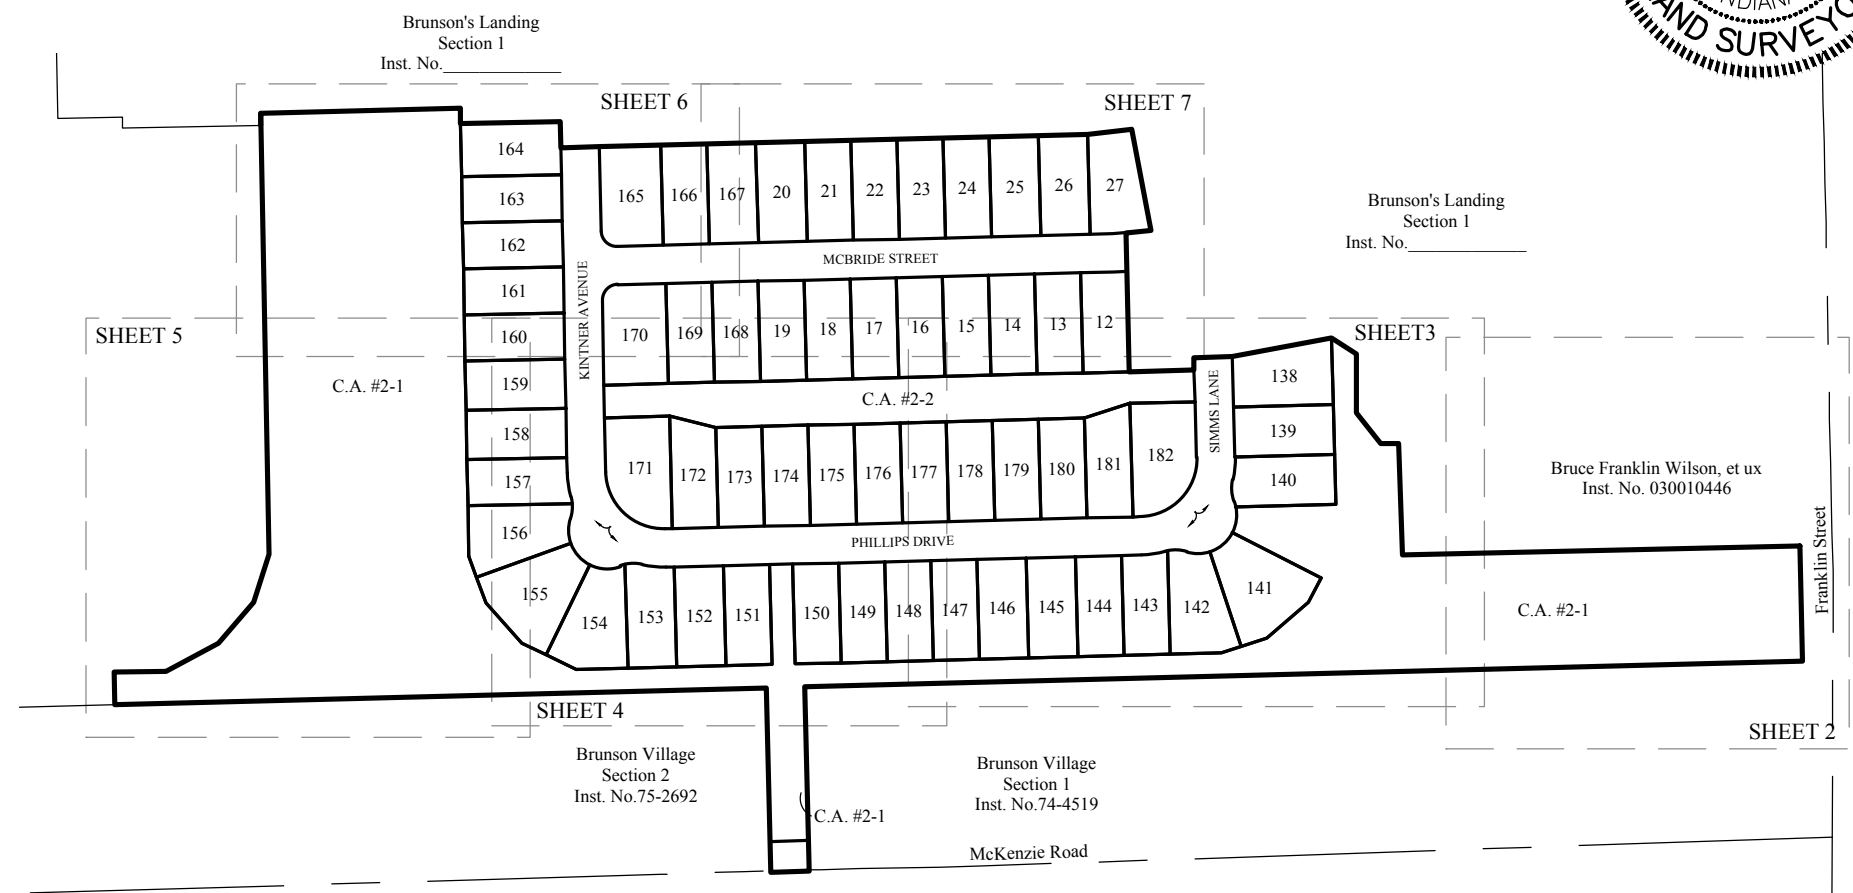 Brunson's Landing
Section 1
Inst. No.____________
LAND SURVEYO
INDIANA
SHEET 6
SHEET 7
164
163
162
161
160
159
158
157
156
155
165
166
167
20
21
22
23
24
25
26
27
MCBRIDE STREET
KINTNER AVENUE
170
169
168
19
18
17
16
15
14
13
12
Brunson's Landing
Section 1
Inst. No.____________
SHEET 5
SHEET3
C.A. #2-1
C.A. #2-2
SIMMS LANE
138
139
140
171
172
173
174
175
176
177
178
179
180
181
182
Bruce Franklin Wilson, et ux
Inst. No. 030010446
Franklin Street
PHILLIPS DRIVE
154
153
152
151
150
149
148
147
146
145
144
143
142
141
C.A. #2-1
SHEET 4
SHEET 2
Brunson Village
Section 2
Inst. No.75-2692
Brunson Village
Section 1
Inst. No.74-4519
C.A. #2-1
McKenzie Road